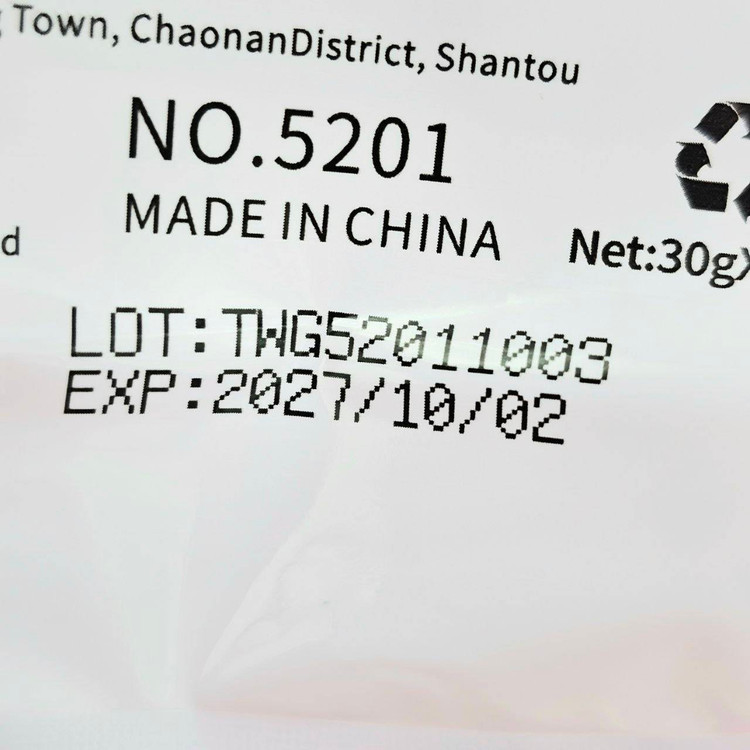 Town, ChaonanDistrict, Shantou
NO.5201
MADE IN CHINA
d
Net:30g
LOT:TWG52011003
EXP:2027/10/02